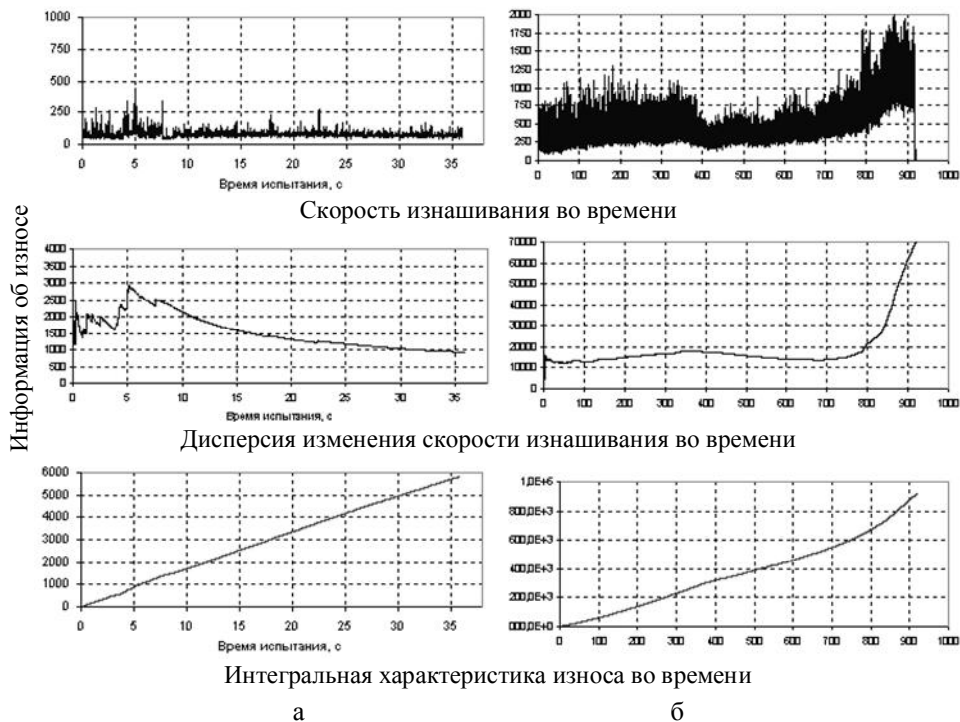 Информация об износе
1000
750
500
250
0
0 5 10 15 20 25 30 35
Время испытания, с
2000
1750
1500
1250
1000
750
500
250
0
0 100 200 300 400 500 600 700 800 900 1000
Скорость изнашивания во времени
4000
3500
3000
2500
2000
1500
1000
500
0
0 5 10 15 20 25 30 35
Время испытания, с
70000
60000
50000
40000
30000
20000
10000
0
0 100 200 300 400 500 600 700 800 900 1000
Дисперсия изменения скорости изнашивания во времени
6000
5000
4000
3000
2000
1000
0
0 5 10 15 20 25 30 35
Время испытания, с
1,0E+6
800,0E+3
600,0E+3
400,0E+3
200,0E+3
000,0E+0
0 100 200 300 400 500 600 700 800 900 1000
Интегральная характеристика износа во времени
а б